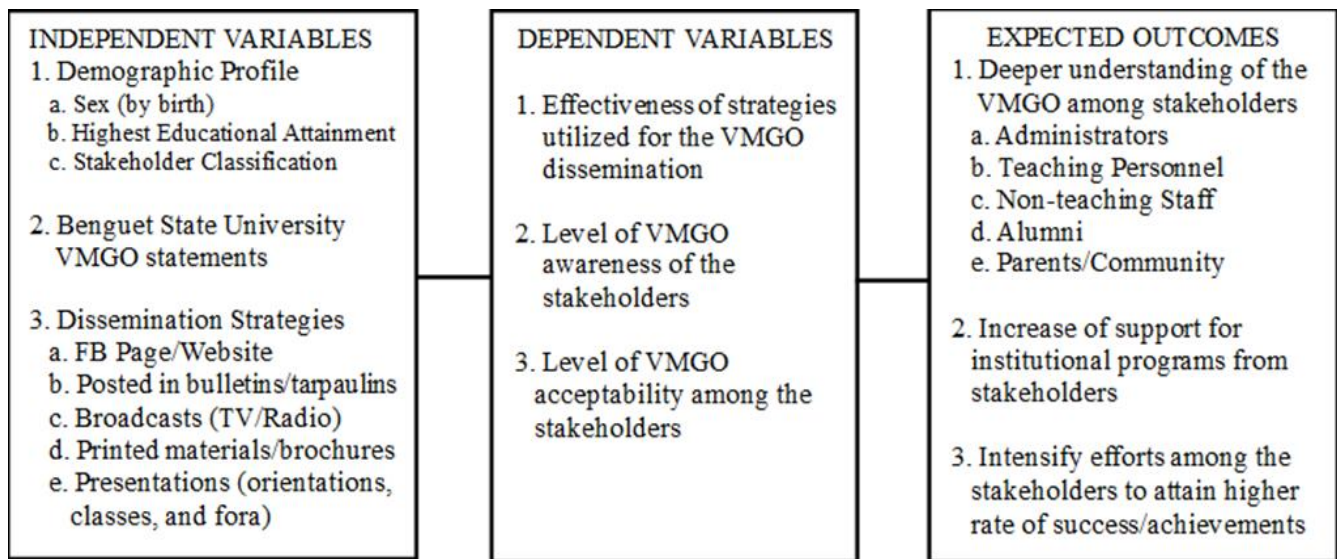 INDEPENDENT VARIABLES
1. Demographic Profile
a. Sex (by birth)
b. Highest Educational Attainment
c. Stakeholder Classification
2. Benguet State University
VMGO statements
3. Dissemination Strategies
a. FB Page/Website
b. Posted in bulletins/tarpaulins
c. Broadcasts (TV/Radio)
d. Printed materials/brochures
e. Presentations (orientations,
classes, and fora)
DEPENDENT VARIABLES
1. Effectiveness of strategies
utilized for the VMGO
dissemination
2. Level of VMGO
awareness of the
stakeholders
3. Level of VMGO
acceptability among the
stakeholders
EXPECTED OUTCOMES
1. Deeper understanding of the
VMGO among stakeholders
a. Administrators
b. Teaching Personnel
c. Non-teaching Staff
d. Alumni
e. Parents/Community
2. Increase of support for
institutional programs from
stakeholders
3. Intensify efforts among the
stakeholders to attain higher
rate of success/achievements